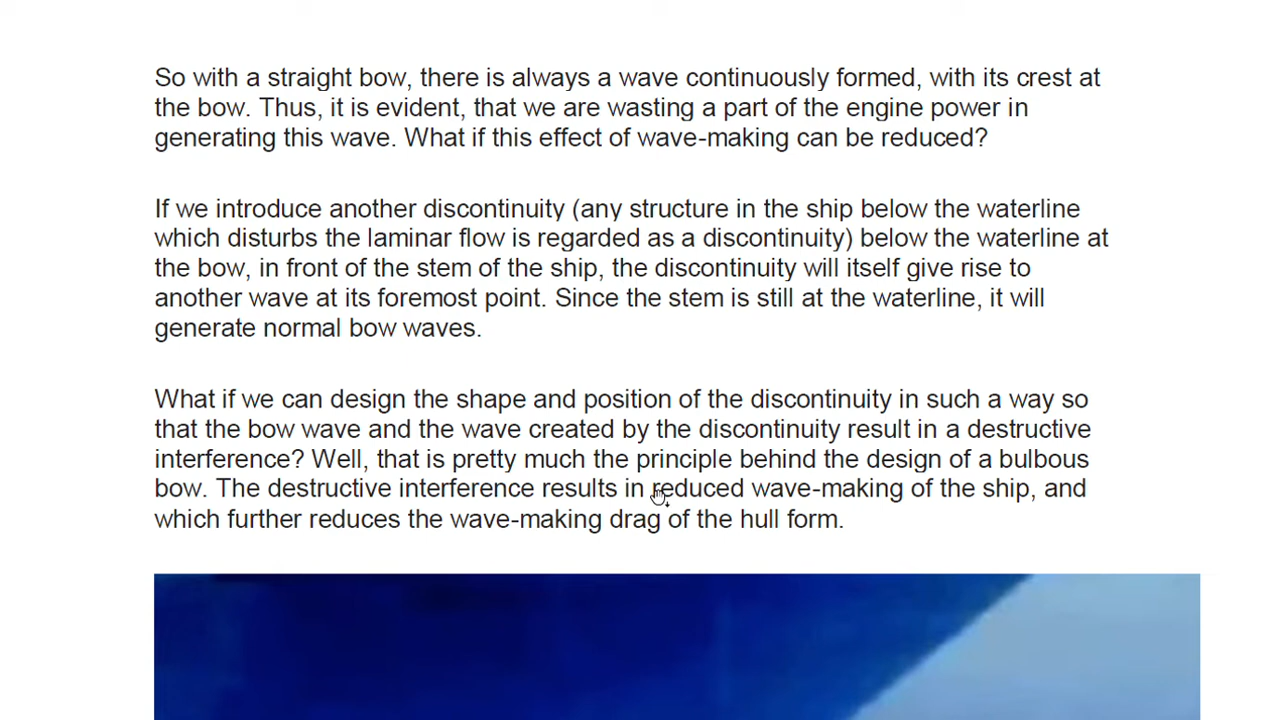 So with a straight bow, there is always a wave continuously formed, with its crest at
the bow. Thus, it is evident, that we are wasting a part of the engine power in
generating this wave. What if this effect of wave-making can be reduced?
If we introduce another discontinuity (any structure in the ship below the waterline
which disturbs the laminar flow is regarded as a discontinuity) below the waterline at
the bow, in front of the stem of the ship, the discontinuity will itself give rise to
another wave at its foremost point. Since the stem is still at the waterline, it will
generate normal bow waves.
What if we can design the shape and position of the discontinuity in such a way so
that the bow wave and the wave created by the discontinuity result in a destructive
interference? Well, that is pretty much the principle behind the design of a bulbous
bow. The destructive interference results in reduced wave-making of the ship, and
which further reduces the wave-making drag of the hull form.